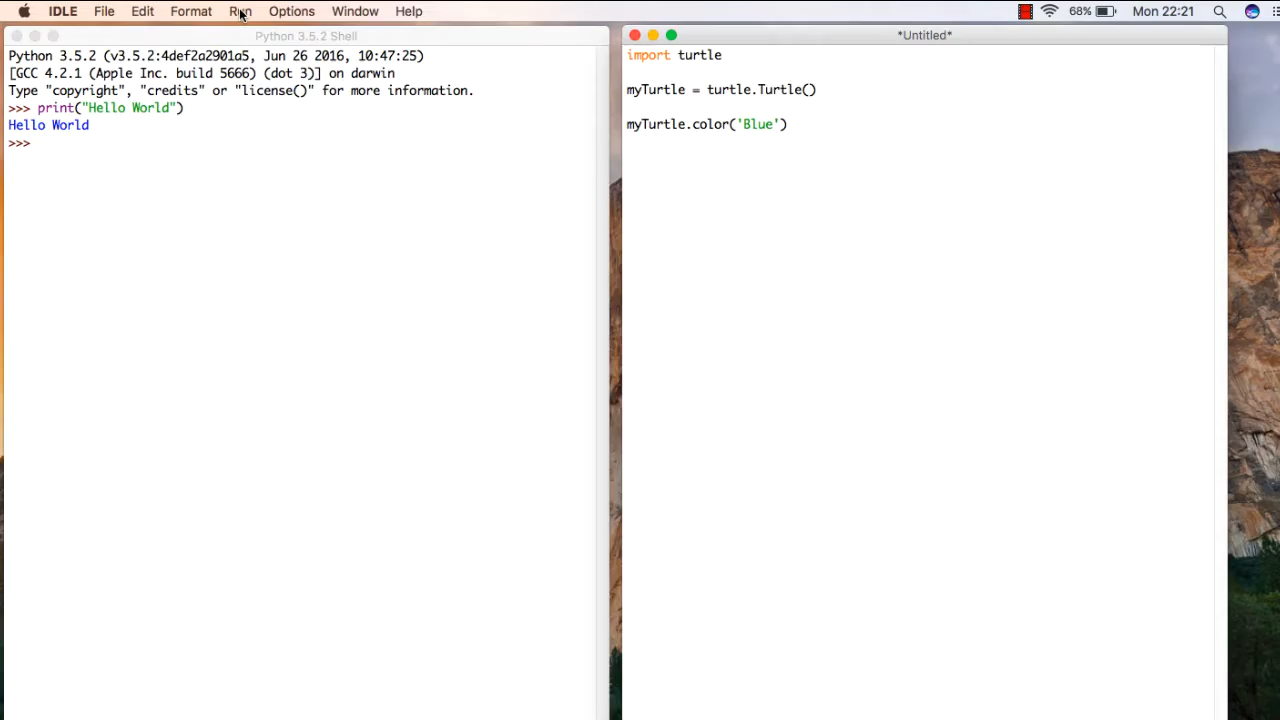 IDLE File Edit Format Run Options Window Help 68% Mon 22:21
Python 3.5.2 Shell
Python 3.5.2 (v3.5.2:4def2a2901a5, Jun 26 2016, 10:47:25)
[GCC 4.2.1 (Apple Inc. build 5666) (dot 3)] on darwin
Type "copyright", "credits" or "license()" for more information.
>>> print("Hello World")
Hello World
>>>
*Untitled*
import turtle
myTurtle = turtle.Turtle()
myTurtle.color('Blue')